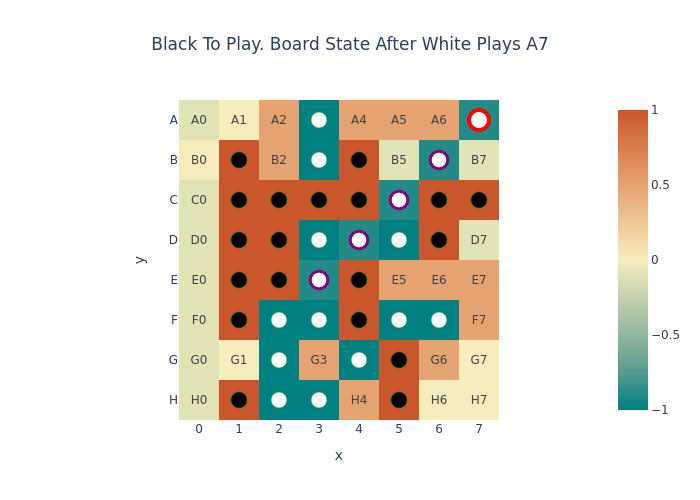 Black To Play. Board State After White Plays A7
A A0 A1 A2 A4 A5 A6
B B0 B2 B5 B7
C C0
D D0 D7
E E0 E5 E6 E7
F F0 F7
G G0 G1 G3 G6 G7
H H0 H4 H6 H7
0 1 2 3 4 5 6 7
x
y
1
0.5
0
−0.5
−1